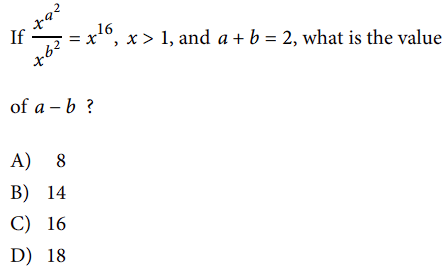 If x^{a^2} / x^{b^2} = x^{16}, x > 1, and a + b = 2, what is the value
of a − b ?
A) 8
B) 14
C) 16
D) 18